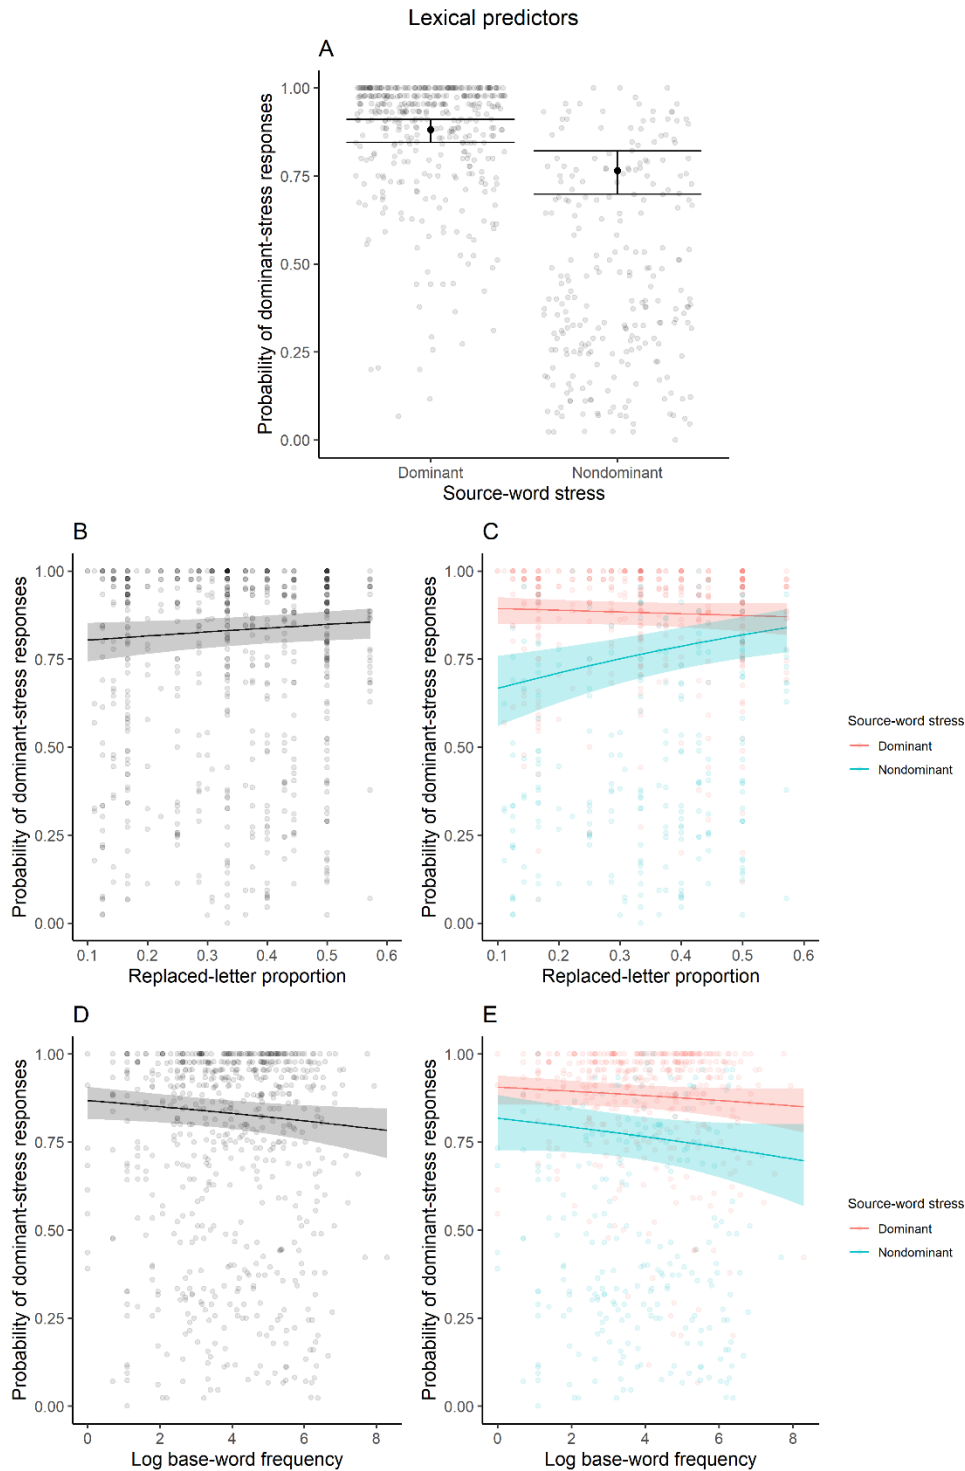 Lexical predictors
A
Probability of dominant-stress responses
1.00
0.75
0.50
0.25
0.00
Dominant
Nondominant
Source-word stress
B
Probability of dominant-stress responses
1.00
0.75
0.50
0.25
0.00
0.1 0.2 0.3 0.4 0.5 0.6
Replaced-letter proportion
C
Probability of dominant-stress responses
1.00
0.75
0.50
0.25
0.00
0.1 0.2 0.3 0.4 0.5 0.6
Replaced-letter proportion
Source-word stress
Dominant
Nondominant
D
Probability of dominant-stress responses
1.00
0.75
0.50
0.25
0.00
0 2 4 6 8
Log base-word frequency
E
Probability of dominant-stress responses
1.00
0.75
0.50
0.25
0.00
0 2 4 6 8
Log base-word frequency
Source-word stress
Dominant
Nondominant